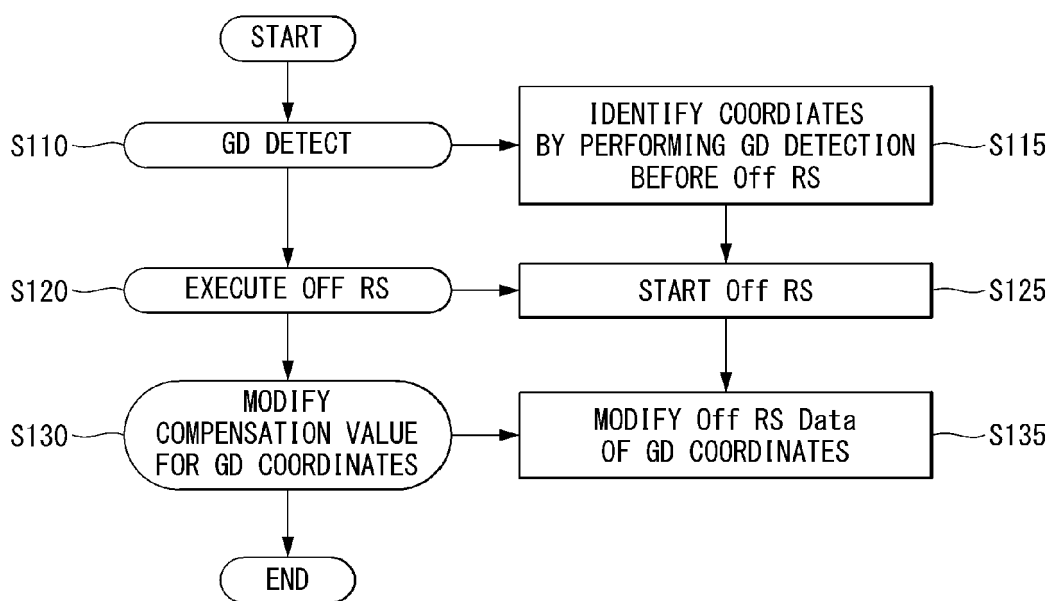 START
S110
GD DETECT
IDENTIFY COORDIATES
BY PERFORMING GD DETECTION
BEFORE Off RS
S115
S120
EXECUTE OFF RS
START Off RS
S125
S130
MODIFY
COMPENSATION VALUE
FOR GD COORDINATES
MODIFY Off RS Data
OF GD COORDINATES
S135
END